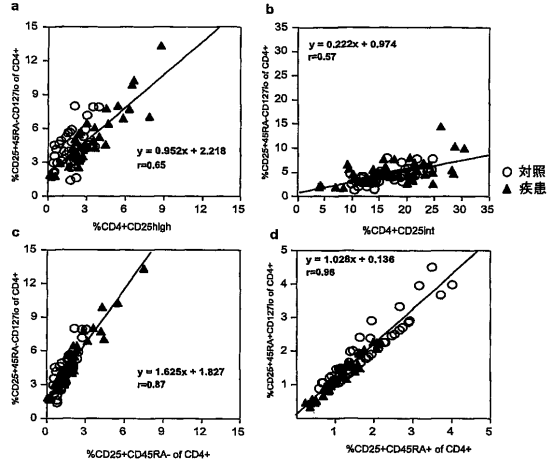 a
15
12
9
6
3
0
%CD25+45RA-CD127lo of CD4+
y = 0.952x + 2.218
r=0.65
0 3 6 9 12 15
%CD4+CD25high
b
35
30
25
20
15
10
5
0
%CD25+45RA-CD127lo of CD4+
y = 0.222x + 0.974
r=0.57
0 5 10 15 20 25 30 35
%CD4+CD25int
対照
疾患
c
15
12
9
6
3
0
%CD25+45RA-CD127lo of CD4+
y = 1.625x + 1.827
r=0.87
0 3 6 9 12 15
%CD25+CD45RA- of CD4+
d
5
4
3
2
1
%CD25+45RA+CD127lo of CD4+
y = 1.028x + 0.136
r=0.96
1 2 3 4 5
%CD25+CD45RA+ of CD4+